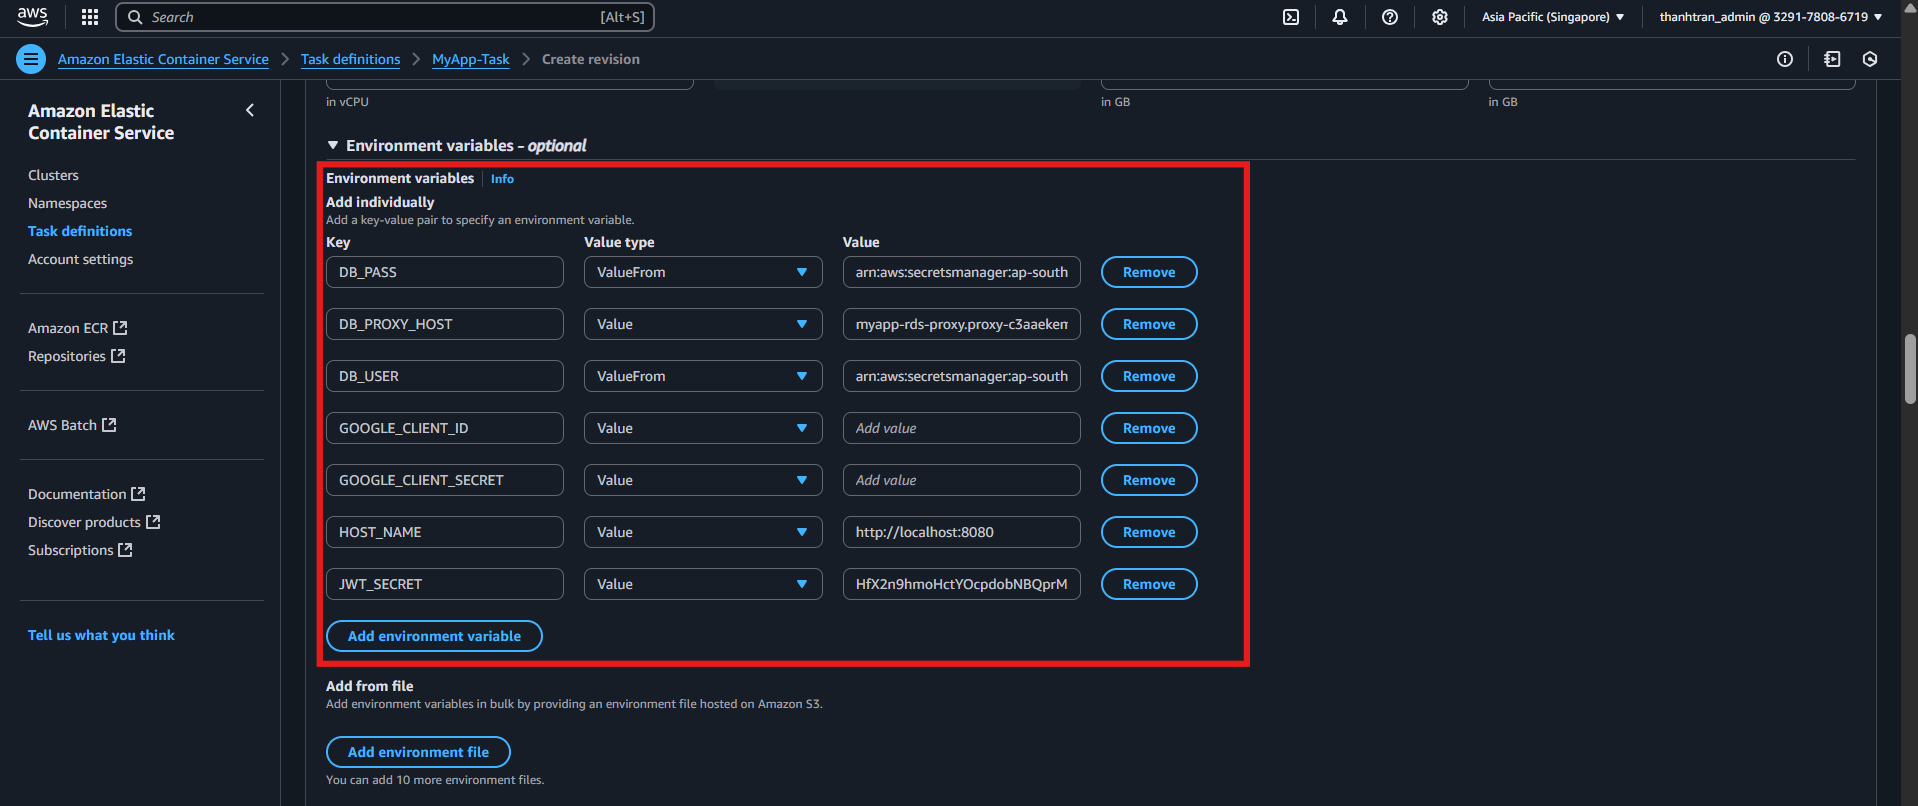 aws
Search [Alt+S]
Asia Pacific (Singapore)
thanhtran_admin @ 3291-7808-6719
Amazon Elastic Container Service
Task definitions
MyApp-Task
Create revision
Amazon Elastic
Container Service
Clusters
Namespaces
Task definitions
Account settings
Amazon ECR
Repositories
AWS Batch
Documentation
Discover products
Subscriptions
Tell us what you think
in vCPU
in GB
in GB
Environment variables - optional
Environment variables Info
Add individually
Add a key-value pair to specify an environment variable.
Key Value type Value
DB_PASS ValueFrom arn:aws:secretsmanager:ap-south Remove
DB_PROXY_HOST Value myapp-rds-proxy.proxy-c3aaeken Remove
DB_USER ValueFrom arn:aws:secretsmanager:ap-south Remove
GOOGLE_CLIENT_ID Value Add value Remove
GOOGLE_CLIENT_SECRET Value Add value Remove
HOST_NAME Value http://localhost:8080 Remove
JWT_SECRET Value HfX2n9hmoHctYOcpdobNBQprM Remove
Add environment variable
Add from file
Add environment variables in bulk by providing an environment file hosted on Amazon S3.
Add environment file
You can add 10 more environment files.